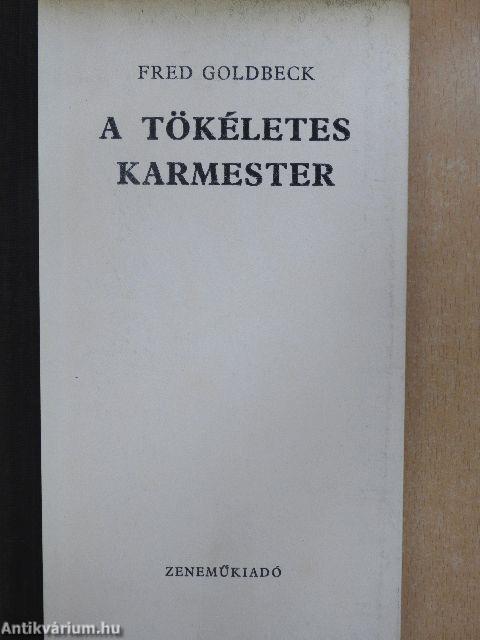 FRED GOLDBECK
A TÖKÉLETES
KARMESTER
ZENEMŰKIADÓ
Antikvárium.hu